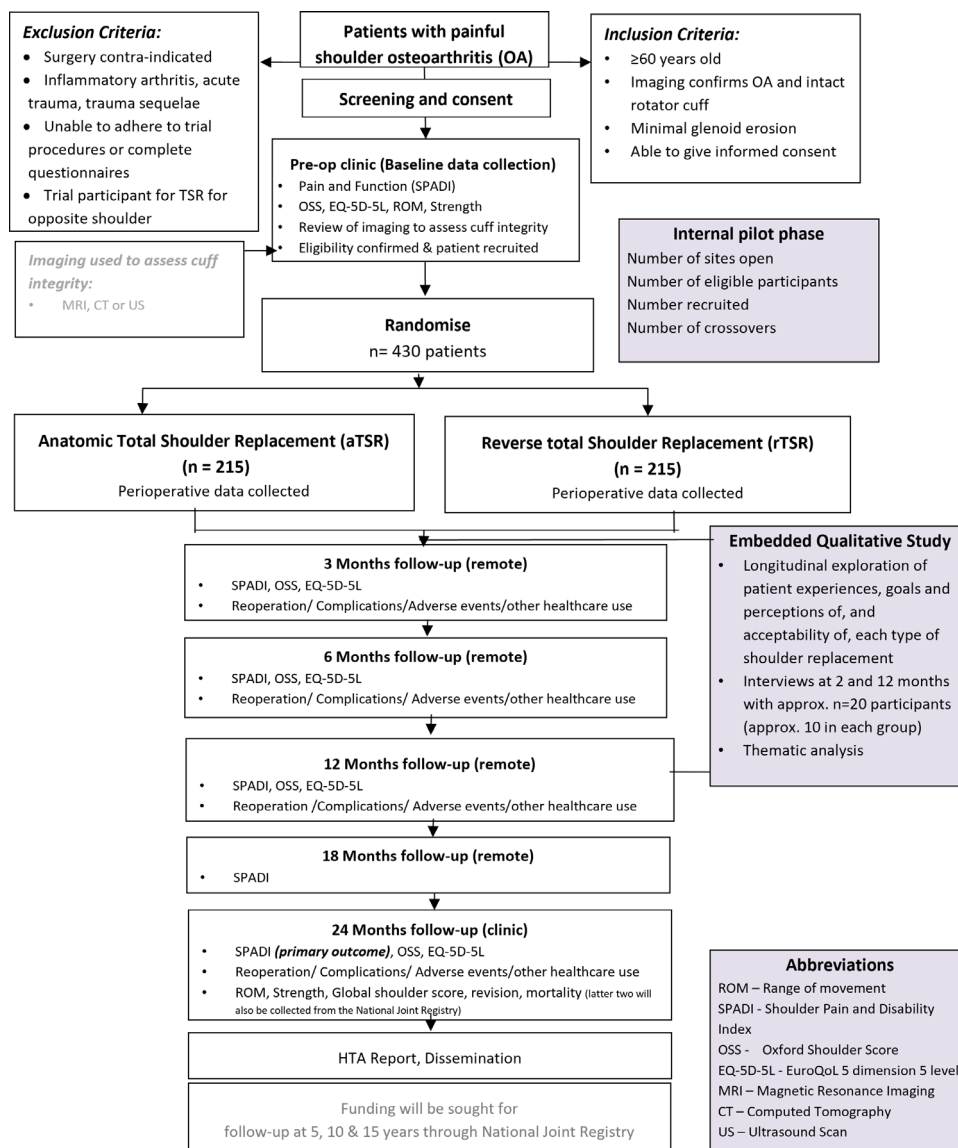 Exclusion Criteria:
● Surgery contra-indicated
● Inflammatory arthritis, acute
trauma, trauma sequelae
● Unable to adhere to trial
procedures or complete
questionnaires
● Trial participant for TSR for
opposite shoulder
Patients with painful
shoulder osteoarthritis (OA)
Inclusion Criteria:
• ≥60 years old
• Imaging confirms OA and intact
rotator cuff
• Minimal glenoid erosion
• Able to give informed consent
Screening and consent
Pre-op clinic (Baseline data collection)
• Pain and Function (SPADI)
• OSS, EQ-5D-5L, ROM, Strength
• Review of imaging to assess cuff integrity
• Eligibility confirmed & patient recruited
Imaging used to assess cuff
integrity:
• MRI, CT or US
Internal pilot phase
Number of sites open
Number of eligible participants
Number recruited
Number of crossovers
Randomise
n= 430 patients
Anatomic Total Shoulder Replacement (aTSR)
(n = 215)
Perioperative data collected
Reverse total Shoulder Replacement (rTSR)
(n = 215)
Perioperative data collected
3 Months follow-up (remote)
• SPADI, OSS, EQ-5D-5L
• Reoperation/ Complications/Adverse events/other healthcare use
6 Months follow-up (remote)
• SPADI, OSS, EQ-5D-5L
• Reoperation/ Complications/ Adverse events/other healthcare use
12 Months follow-up (remote)
• SPADI, OSS, EQ-5D-5L
• Reoperation /Complications/ Adverse events/other healthcare use
Embedded Qualitative Study
• Longitudinal exploration of
patient experiences, goals and
perceptions of, and
acceptability of, each type of
shoulder replacement
• Interviews at 2 and 12 months
with approx. n=20 participants
(approx. 10 in each group)
• Thematic analysis
18 Months follow-up (remote)
• SPADI
24 Months follow-up (clinic)
• SPADI (primary outcome), OSS, EQ-5D-5L
• Reoperation/ Complications/ Adverse events/other healthcare use
• ROM, Strength, Global shoulder score, revision, mortality (latter two will
also be collected from the National Joint Registry)
HTA Report, Dissemination
Funding will be sought for
follow-up at 5, 10 & 15 years through National Joint Registry
Abbreviations
ROM – Range of movement
SPADI - Shoulder Pain and Disability
Index
OSS - Oxford Shoulder Score
EQ-5D-5L - EuroQoL 5 dimension 5 level
MRI – Magnetic Resonance Imaging
CT – Computed Tomography
US – Ultrasound Scan